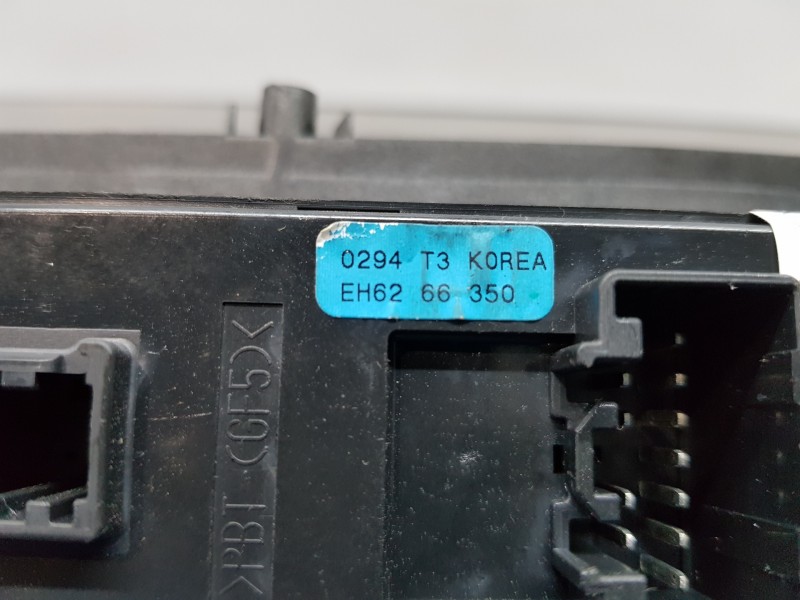 0294 T3 KOREA
EH62 66 350
>PBT (GF5)<